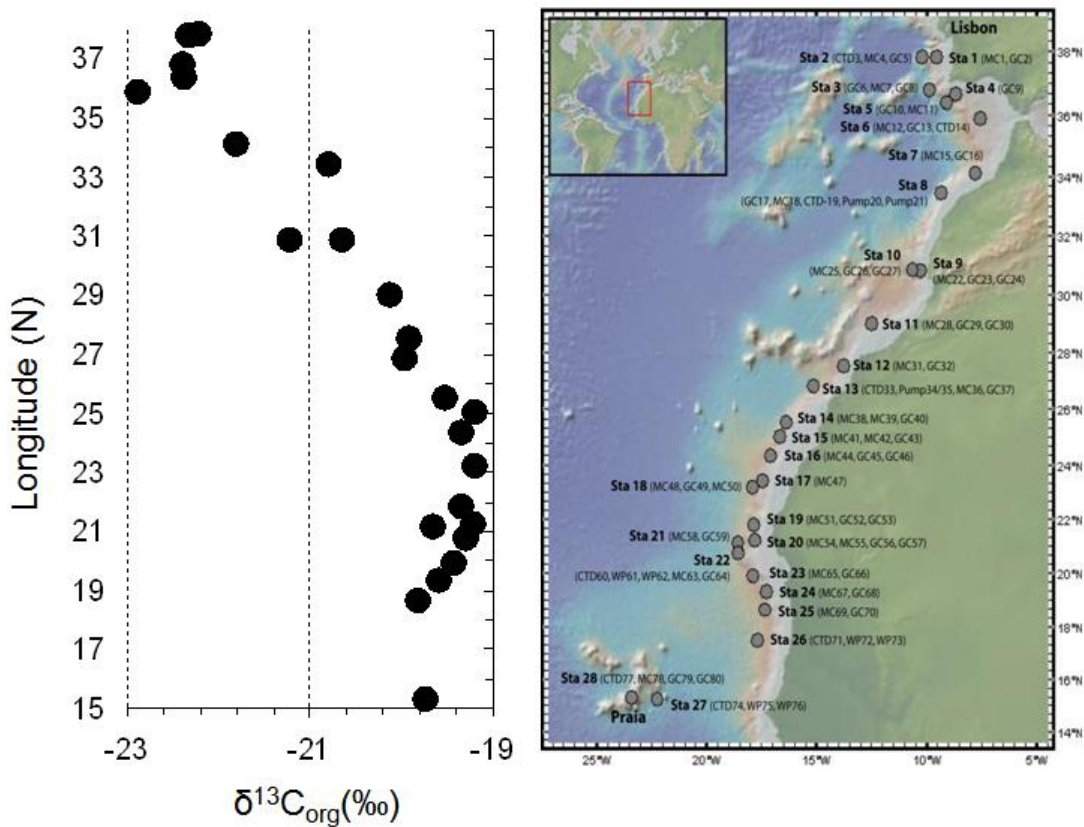 37
35
33
31
29
27
25
23
21
19
17
15
Longitude (N)
-23
-21
-19
δ¹³C_org(‰)
Lisbon
Sta 2 (CTD3, MC4, GC5)
Sta 1 (MC1, GC2)
Sta 3 (GC6, MC7, GC8)
Sta 4 (GC9)
Sta 5 (GC10, MC11)
Sta 6 (MC12, GC13, CTD14)
Sta 7 (MC15, GC16)
Sta 8
(GC17, MC18, CTD-19, Pump20, Pump21)
Sta 10
(MC25, GC26, GC27)
Sta 9
(MC22, GC23, GC24)
Sta 11 (MC28, GC29, GC30)
Sta 12 (MC31, GC32)
Sta 13 (CTD33, Pump34/35, MC36, GC37)
Sta 14 (MC38, MC39, GC40)
Sta 15 (MC41, MC42, GC43)
Sta 16 (MC44, GC45, GC46)
Sta 18 (MC48, GC49, MC50)
Sta 17 (MC47)
Sta 19 (MC51, GC52, GC53)
Sta 21 (MC58, GC59)
Sta 20 (MC54, MC55, GC56, GC57)
Sta 22
(CTD60, WP61, WP62, MC63, GC64)
Sta 23 (MC65, GC66)
Sta 24 (MC67, GC68)
Sta 25 (MC69, GC70)
Sta 26 (CTD71, WP72, WP73)
Sta 28 (CTD77, MC78, GC79, GC80)
Sta 27 (CTD74, WP75, WP76)
Praia
38°N
36°N
34°N
32°N
30°N
28°N
26°N
24°N
22°N
20°N
18°N
16°N
14°N
25°W
20°W
15°W
10°W
5°W